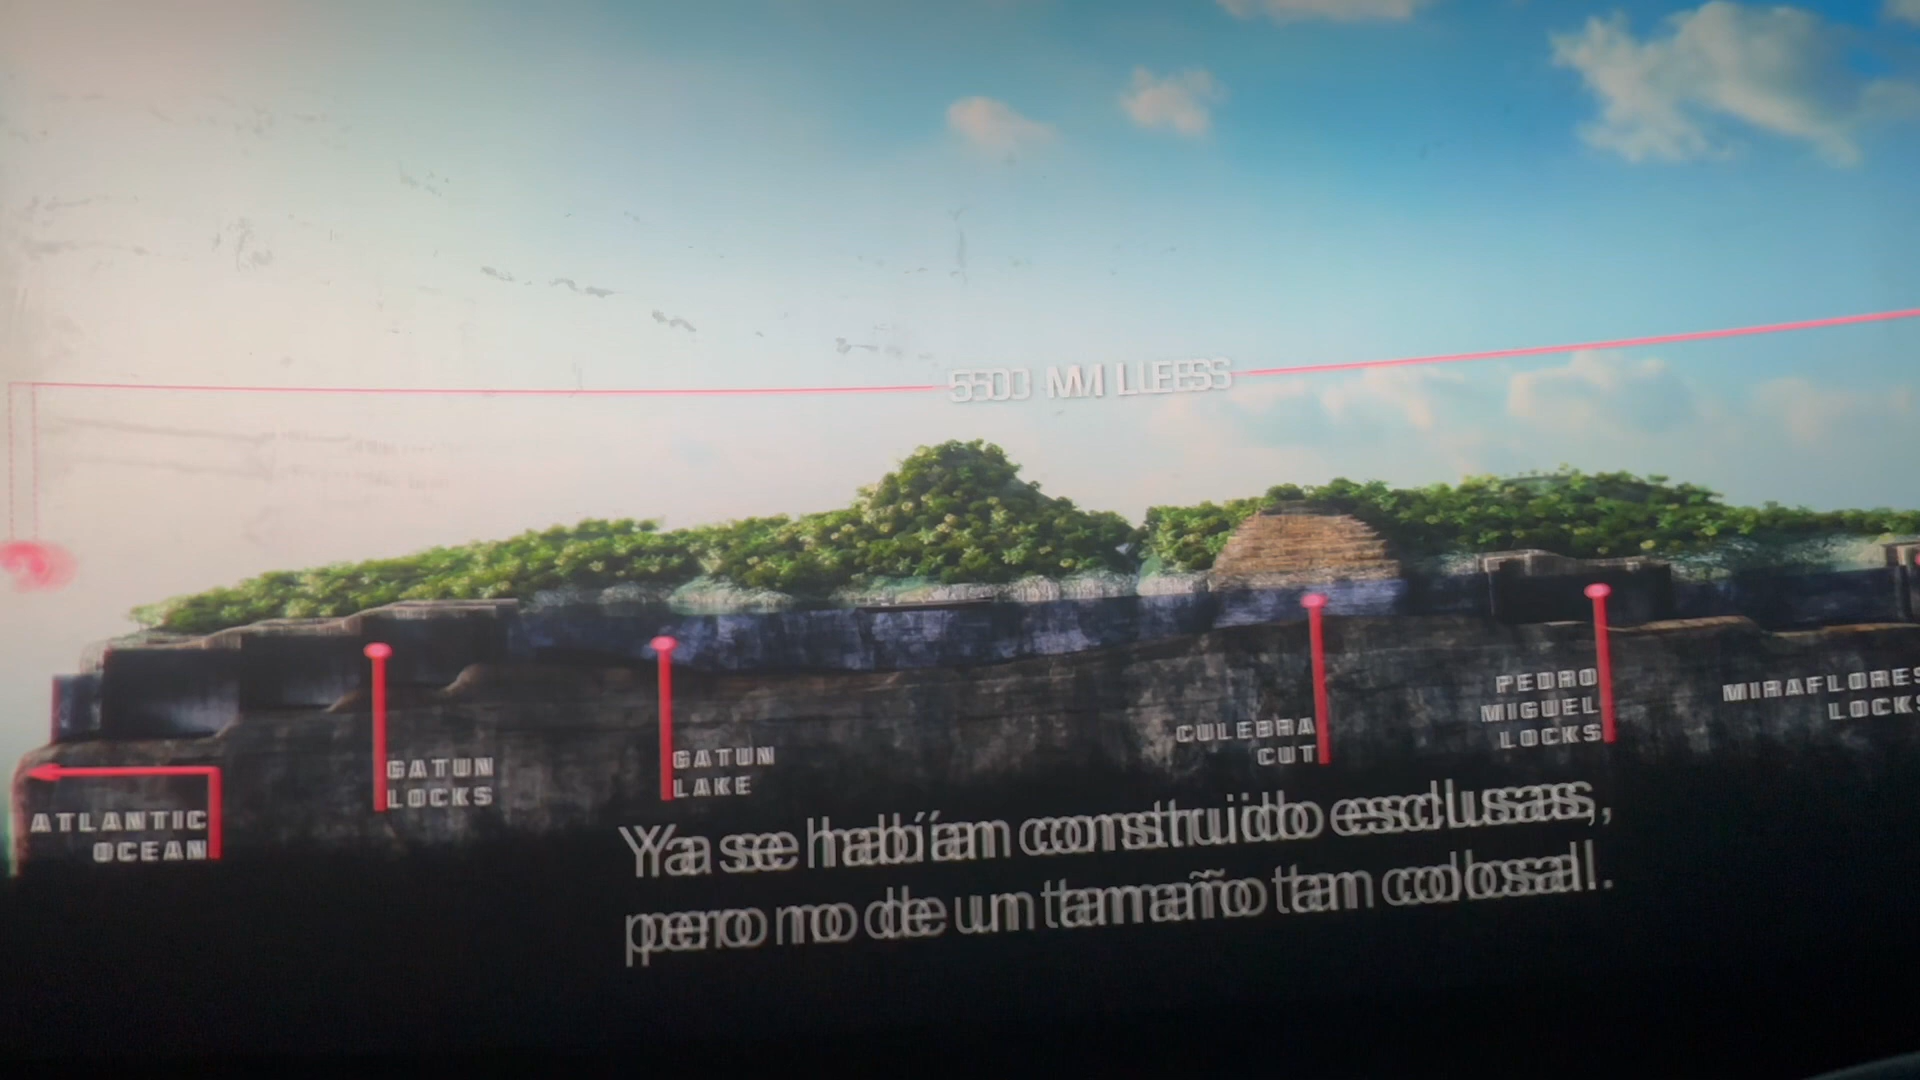 50 MILES
GATUN
LOCKS
GATUN
LAKE
CULEBRA
CUT
PEDRO
MIGUEL
LOCKS
MIRAFLORES
LOCKS
ATLANTIC
OCEAN
Ya se habían construido esclusas,
pero no de un tamaño tan colosal.